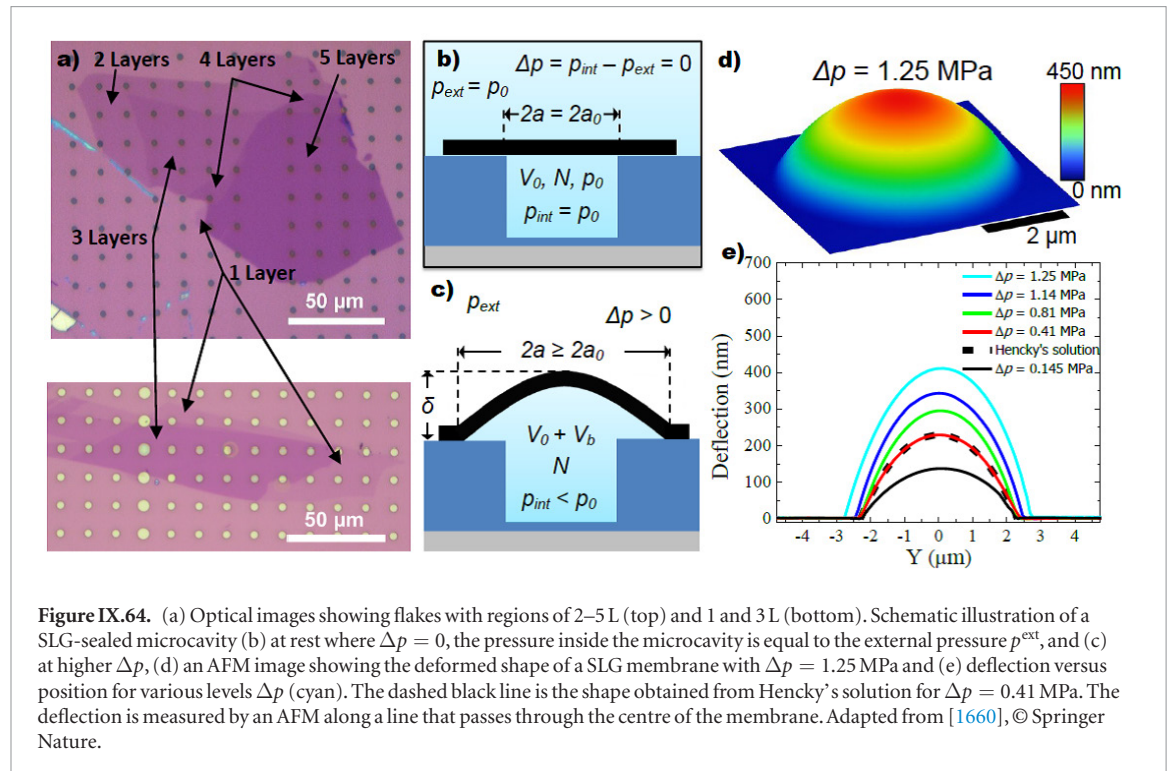 a)
2 Layers
4 Layers
5 Layers
3 Layers
1 Layer
50 μm
50 μm
b)
Δp = p_int − p_ext = 0
p_ext = p_0
2a = 2a_0
V_0, N, p_0
p_int = p_0
c)
p_ext
Δp > 0
2a ≥ 2a_0
δ
V_0 + V_b
N
p_int < p_0
d)
Δp = 1.25 MPa
450 nm
0 nm
2 μm
e)
700
600
500
400
300
200
100
0
Deflection (nm)
Δp = 1.25 MPa
Δp = 1.14 MPa
Δp = 0.81 MPa
Δp = 0.41 MPa
Hencky's solution
Δp = 0.145 MPa
-4 -3 -2 -1 0 1 2 3 4
Y (μm)
Figure IX.64. (a) Optical images showing flakes with regions of 2–5 L (top) and 1 and 3 L (bottom). Schematic illustration of a
SLG-sealed microcavity (b) at rest where Δp = 0, the pressure inside the microcavity is equal to the external pressure p^ext, and (c)
at higher Δp, (d) an AFM image showing the deformed shape of a SLG membrane with Δp = 1.25 MPa and (e) deflection versus
position for various levels Δp (cyan). The dashed black line is the shape obtained from Hencky's solution for Δp = 0.41 MPa. The
deflection is measured by an AFM along a line that passes through the centre of the membrane. Adapted from [1660], © Springer
Nature.